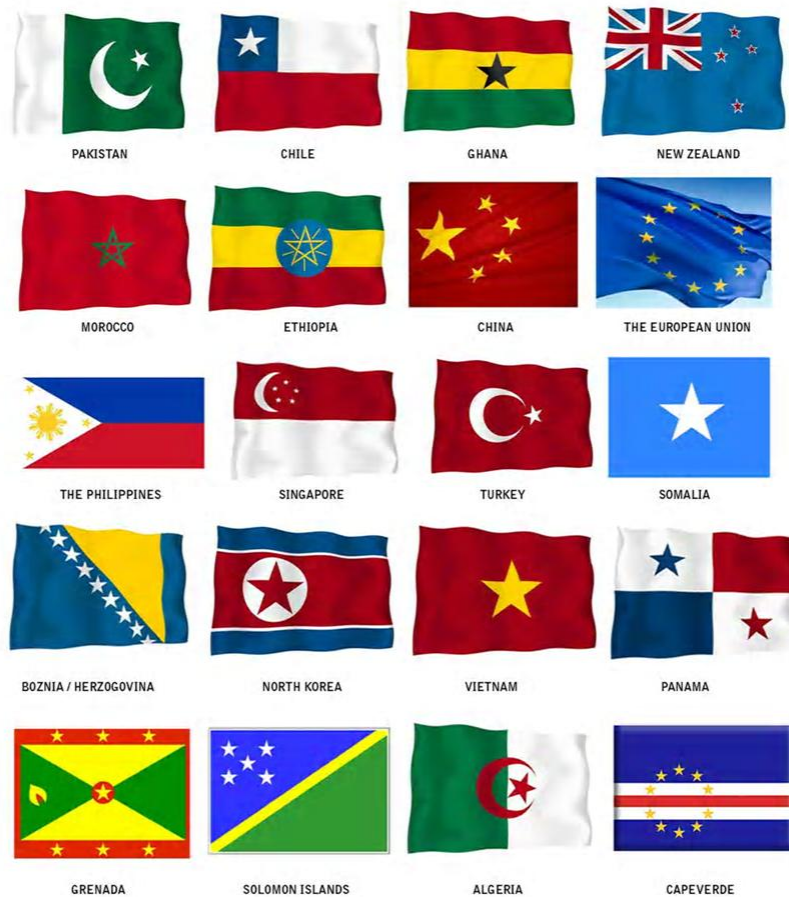 PAKISTAN
CHILE
GHANA
NEW ZEALAND
MOROCCO
ETHIOPIA
CHINA
THE EUROPEAN UNION
THE PHILIPPINES
SINGAPORE
TURKEY
SOMALIA
BOZNIA / HERZOGOVINA
NORTH KOREA
VIETNAM
PANAMA
GRENADA
SOLOMON ISLANDS
ALGERIA
CAPEVERDE